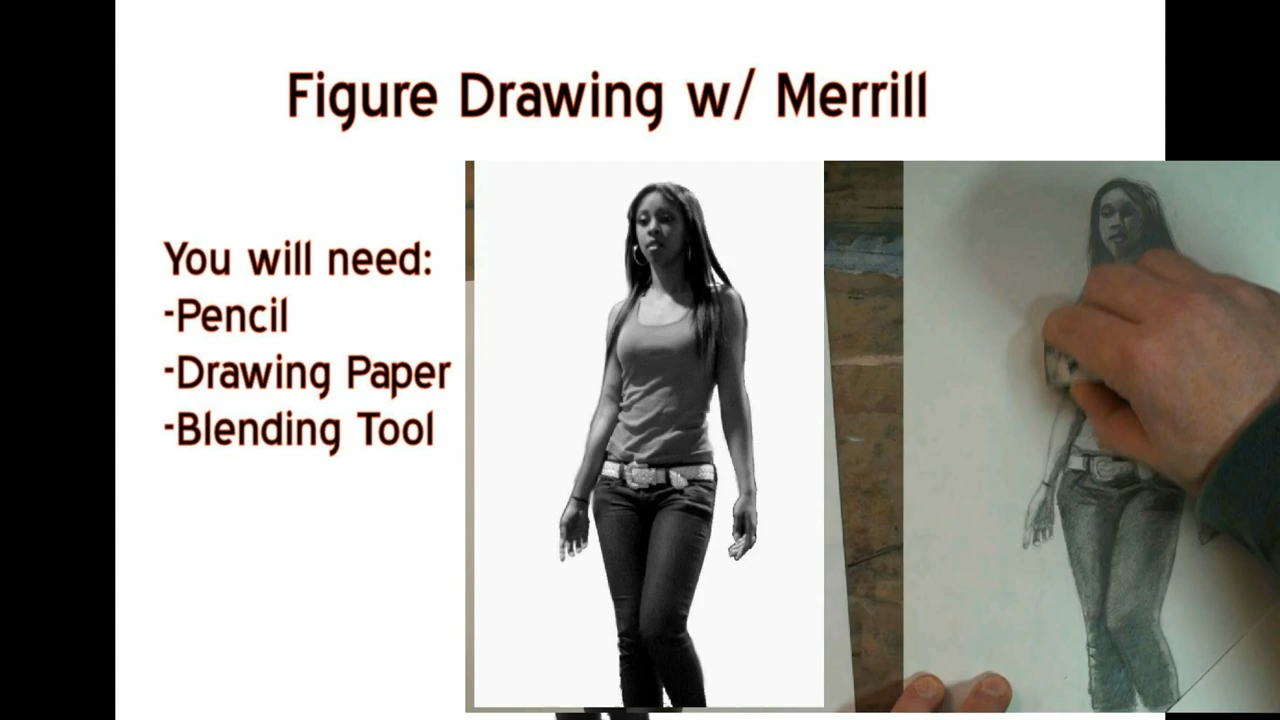 Figure Drawing w/ Merrill
You will need:
-Pencil
-Drawing Paper
-Blending Tool